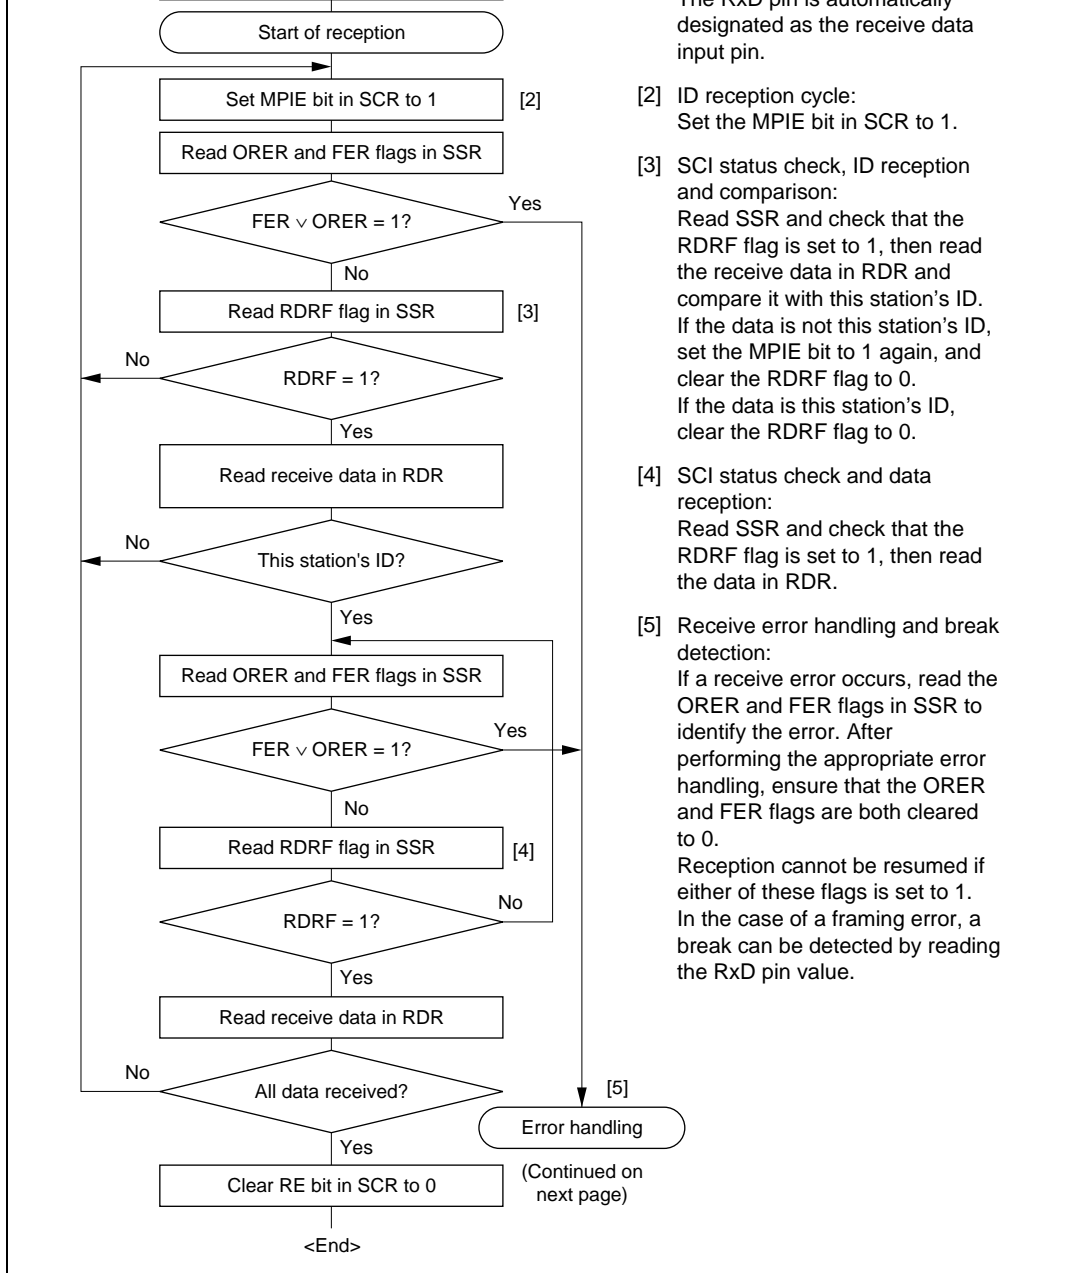 The RxD pin is automatically
designated as the receive data
input pin.
Start of reception
Set MPIE bit in SCR to 1
[2]
Read ORER and FER flags in SSR
FER ∨ ORER = 1?
Yes
No
Read RDRF flag in SSR
[3]
No
RDRF = 1?
Yes
Read receive data in RDR
No
This station's ID?
Yes
Read ORER and FER flags in SSR
FER ∨ ORER = 1?
Yes
No
Read RDRF flag in SSR
[4]
No
RDRF = 1?
Yes
Read receive data in RDR
No
All data received?
[5]
Error handling
Yes
(Continued on
next page)
Clear RE bit in SCR to 0
<End>
[2] ID reception cycle:
Set the MPIE bit in SCR to 1.
[3] SCI status check, ID reception
and comparison:
Read SSR and check that the
RDRF flag is set to 1, then read
the receive data in RDR and
compare it with this station's ID.
If the data is not this station's ID,
set the MPIE bit to 1 again, and
clear the RDRF flag to 0.
If the data is this station's ID,
clear the RDRF flag to 0.
[4] SCI status check and data
reception:
Read SSR and check that the
RDRF flag is set to 1, then read
the data in RDR.
[5] Receive error handling and break
detection:
If a receive error occurs, read the
ORER and FER flags in SSR to
identify the error. After
performing the appropriate error
handling, ensure that the ORER
and FER flags are both cleared
to 0.
Reception cannot be resumed if
either of these flags is set to 1.
In the case of a framing error, a
break can be detected by reading
the RxD pin value.